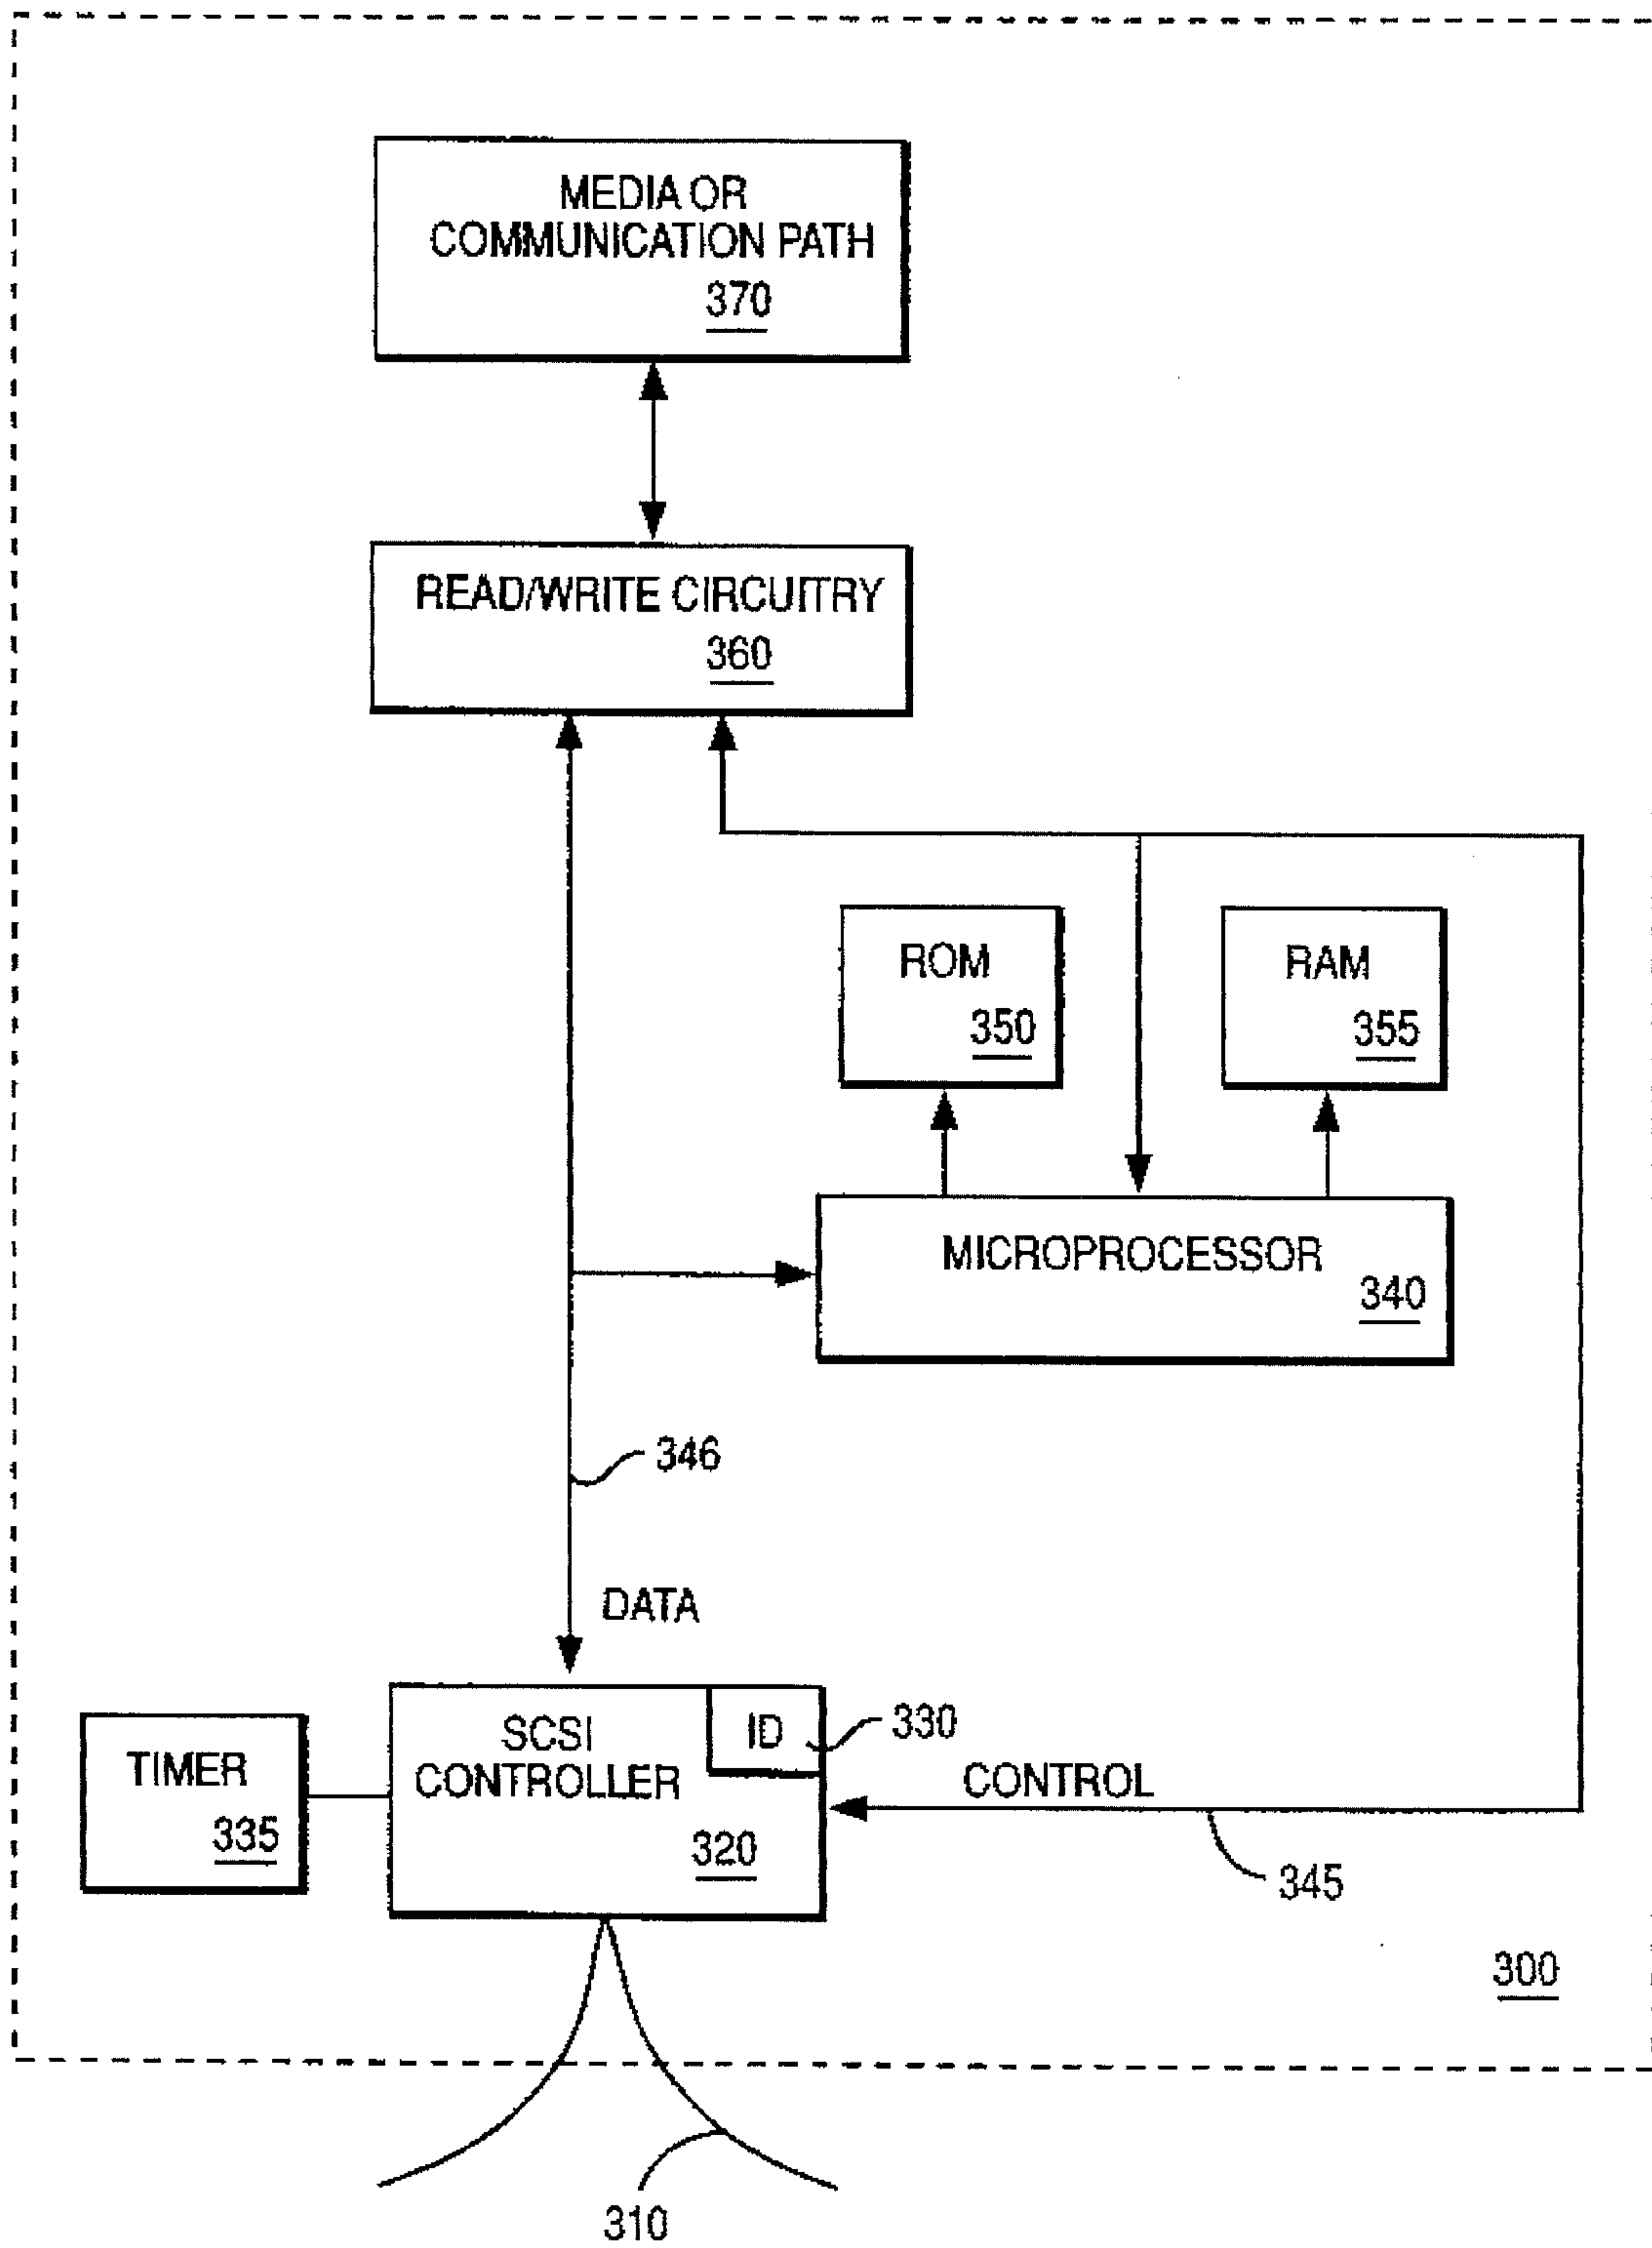 MEDIA OR
COMMUNICATION PATH
370
READ/WRITE CIRCUITRY
360
ROM
350
RAM
355
MICROPROCESSOR
340
346
DATA
SCSI
CONTROLLER
320
ID
330
TIMER
335
CONTROL
345
300
310